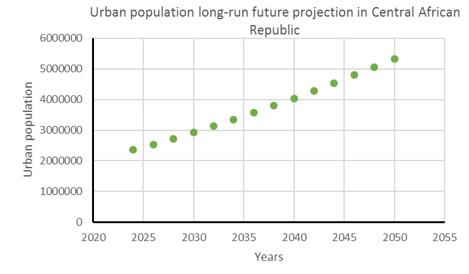 Urban population long-run future projection in Central African
Republic
6000000
5000000
4000000
3000000
2000000
1000000
0
Urban population
2020 2025 2030 2035 2040 2045 2050 2055
Years